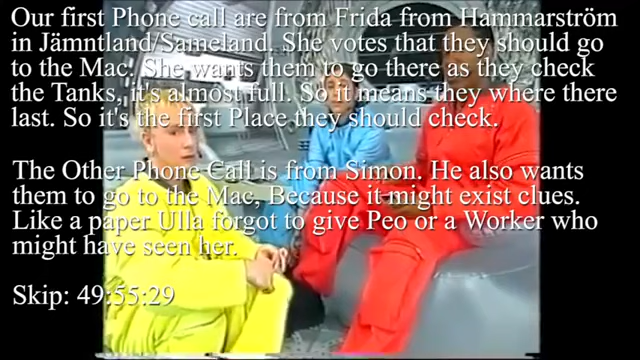 Our first Phone call are from Frida from Hammarström
in Jämntland/Sameland. She votes that they should go
to the Mac. She wants them to go there as they check
the Tanks, it's almost full. So it means they where there
last. So it's the first Place they should check.
The Other Phone Call is from Simon. He also wants
them to go to the Mac, Because it might exist clues.
Like a paper Ulla forgot to give Peo or a Worker who
might have seen her.
Skip: 49:55:29